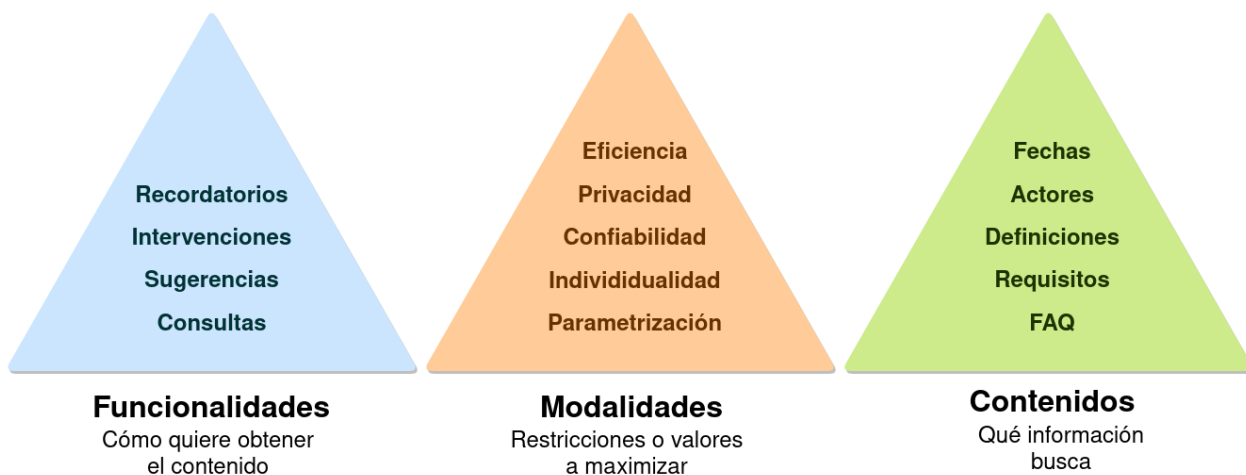 Recordatorios
Intervenciones
Sugerencias
Consultas
Funcionalidades
Cómo quiere obtener
el contenido
Eficiencia
Privacidad
Confiabilidad
Individidualidad
Parametrización
Modalidades
Restricciones o valores
a maximizar
Fechas
Actores
Definiciones
Requisitos
FAQ
Contenidos
Qué información
busca